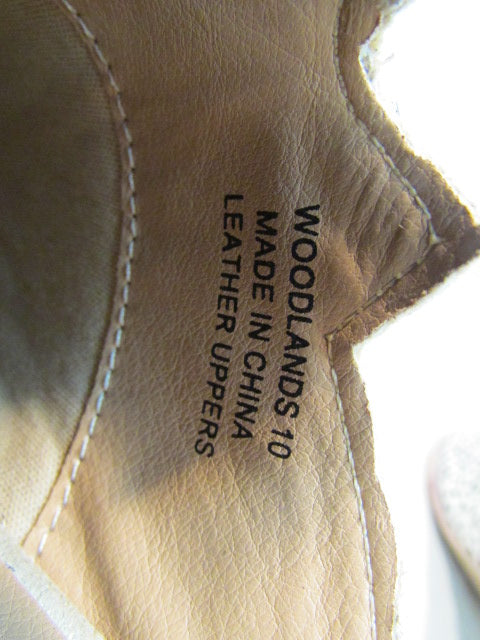 WOODLANDS 10
MADE IN CHINA
LEATHER UPPERS